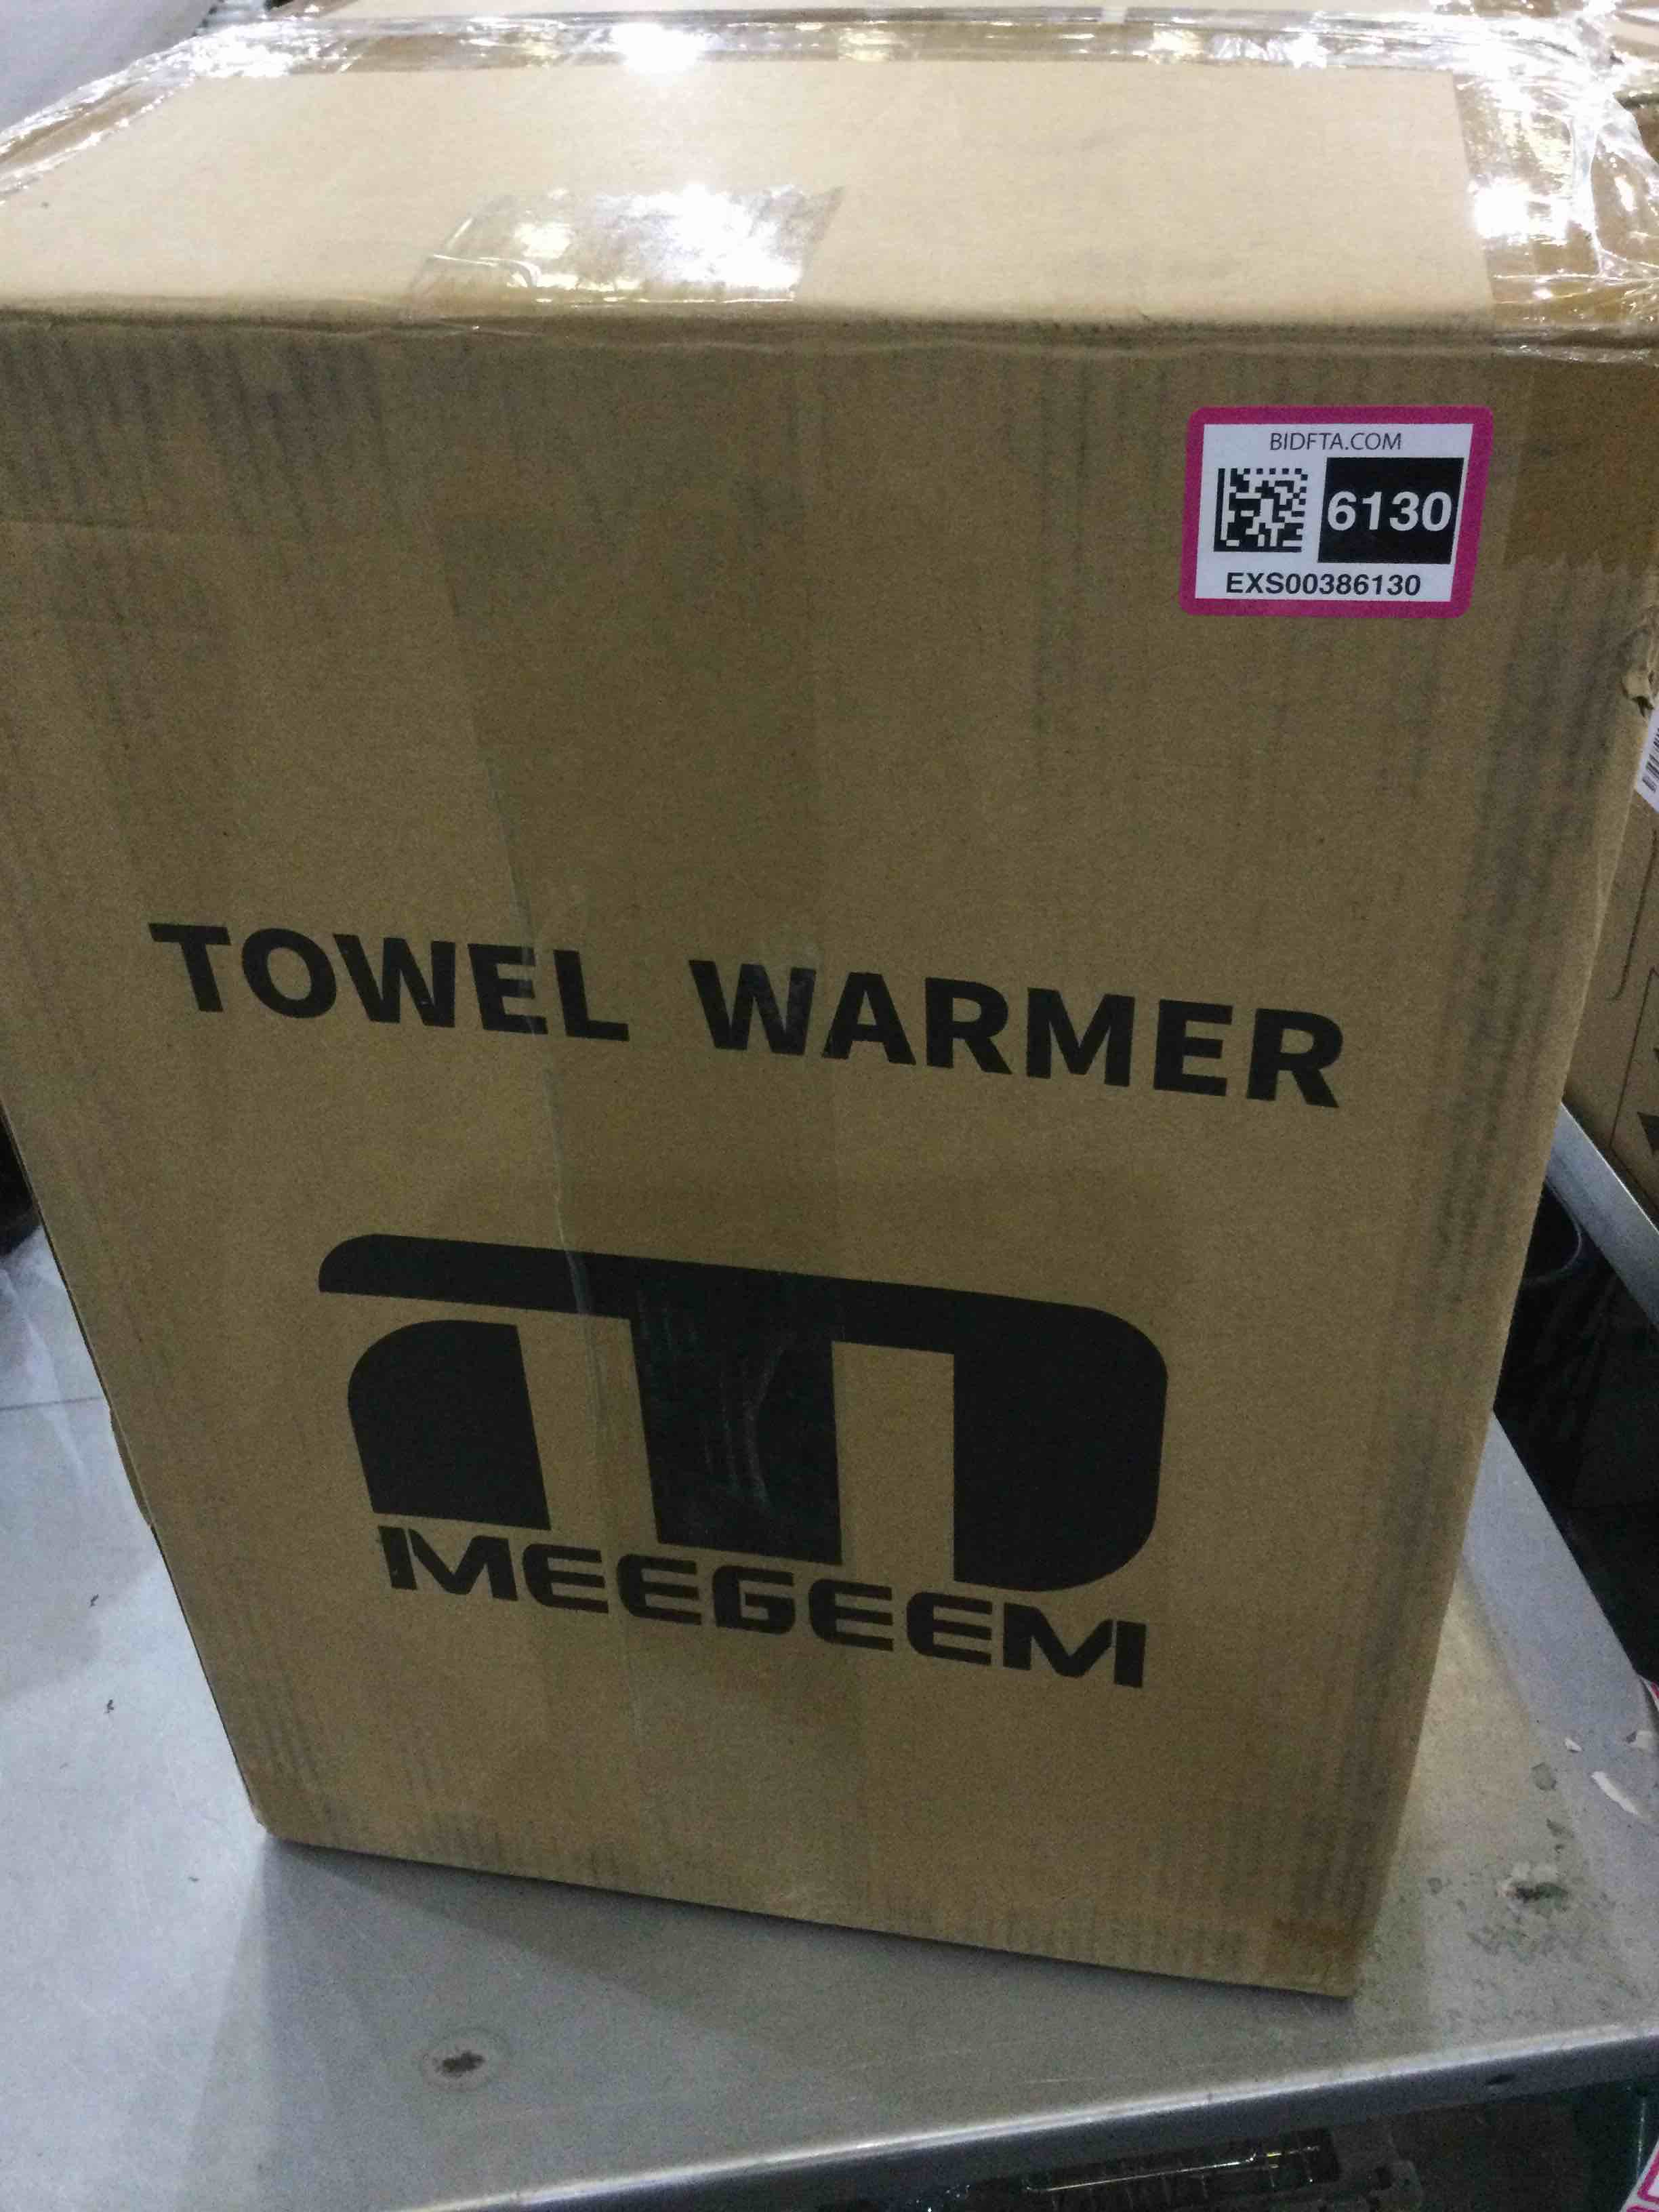 BIDFTA.COM
6130
EXS00386130
TOWEL WARMER
MEEGEEM